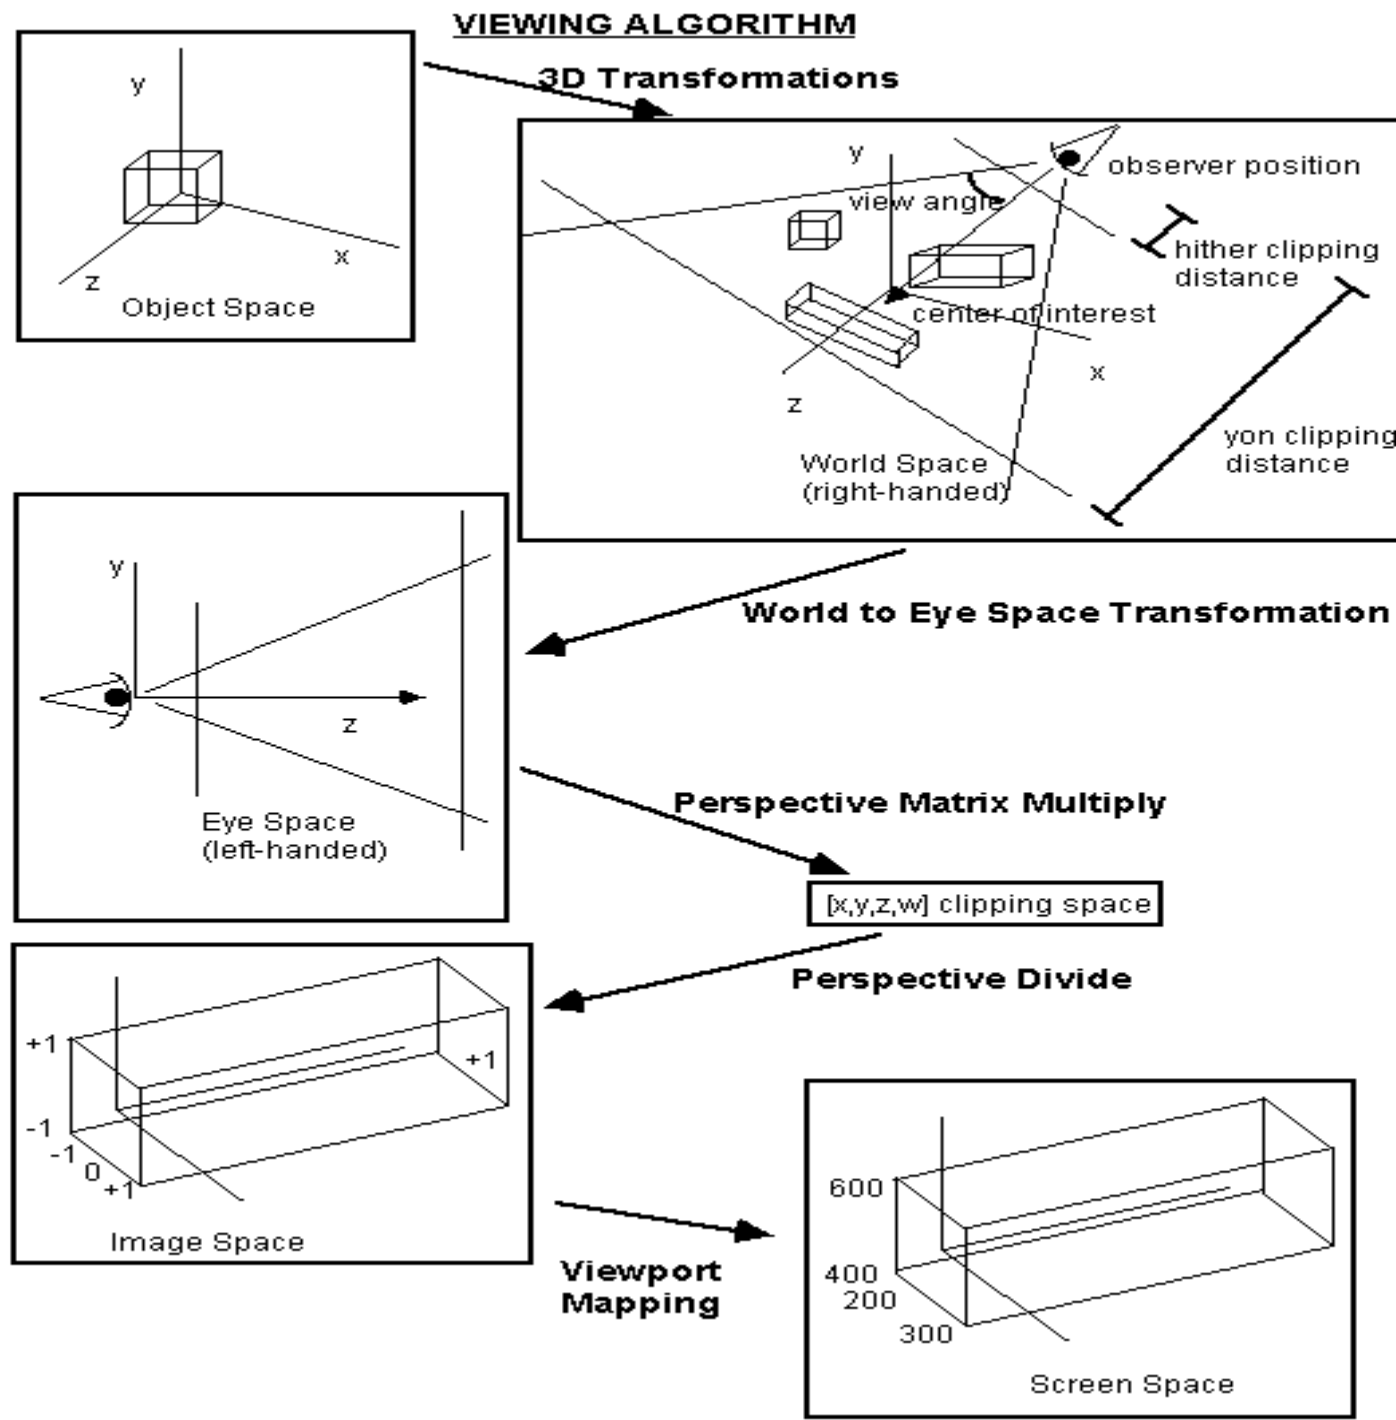 VIEWING ALGORITHM
3D Transformations
y
x
z
Object Space
y
observer position
view angle
hither clipping
distance
center of interest
x
z
yon clipping
distance
World Space
(right-handed)
World to Eye Space Transformation
y
z
Eye Space
(left-handed)
Perspective Matrix Multiply
[x,y,z,w] clipping space
Perspective Divide
+1
+1
-1
-1
0
+1
Image Space
Viewport
Mapping
600
400
200
300
Screen Space